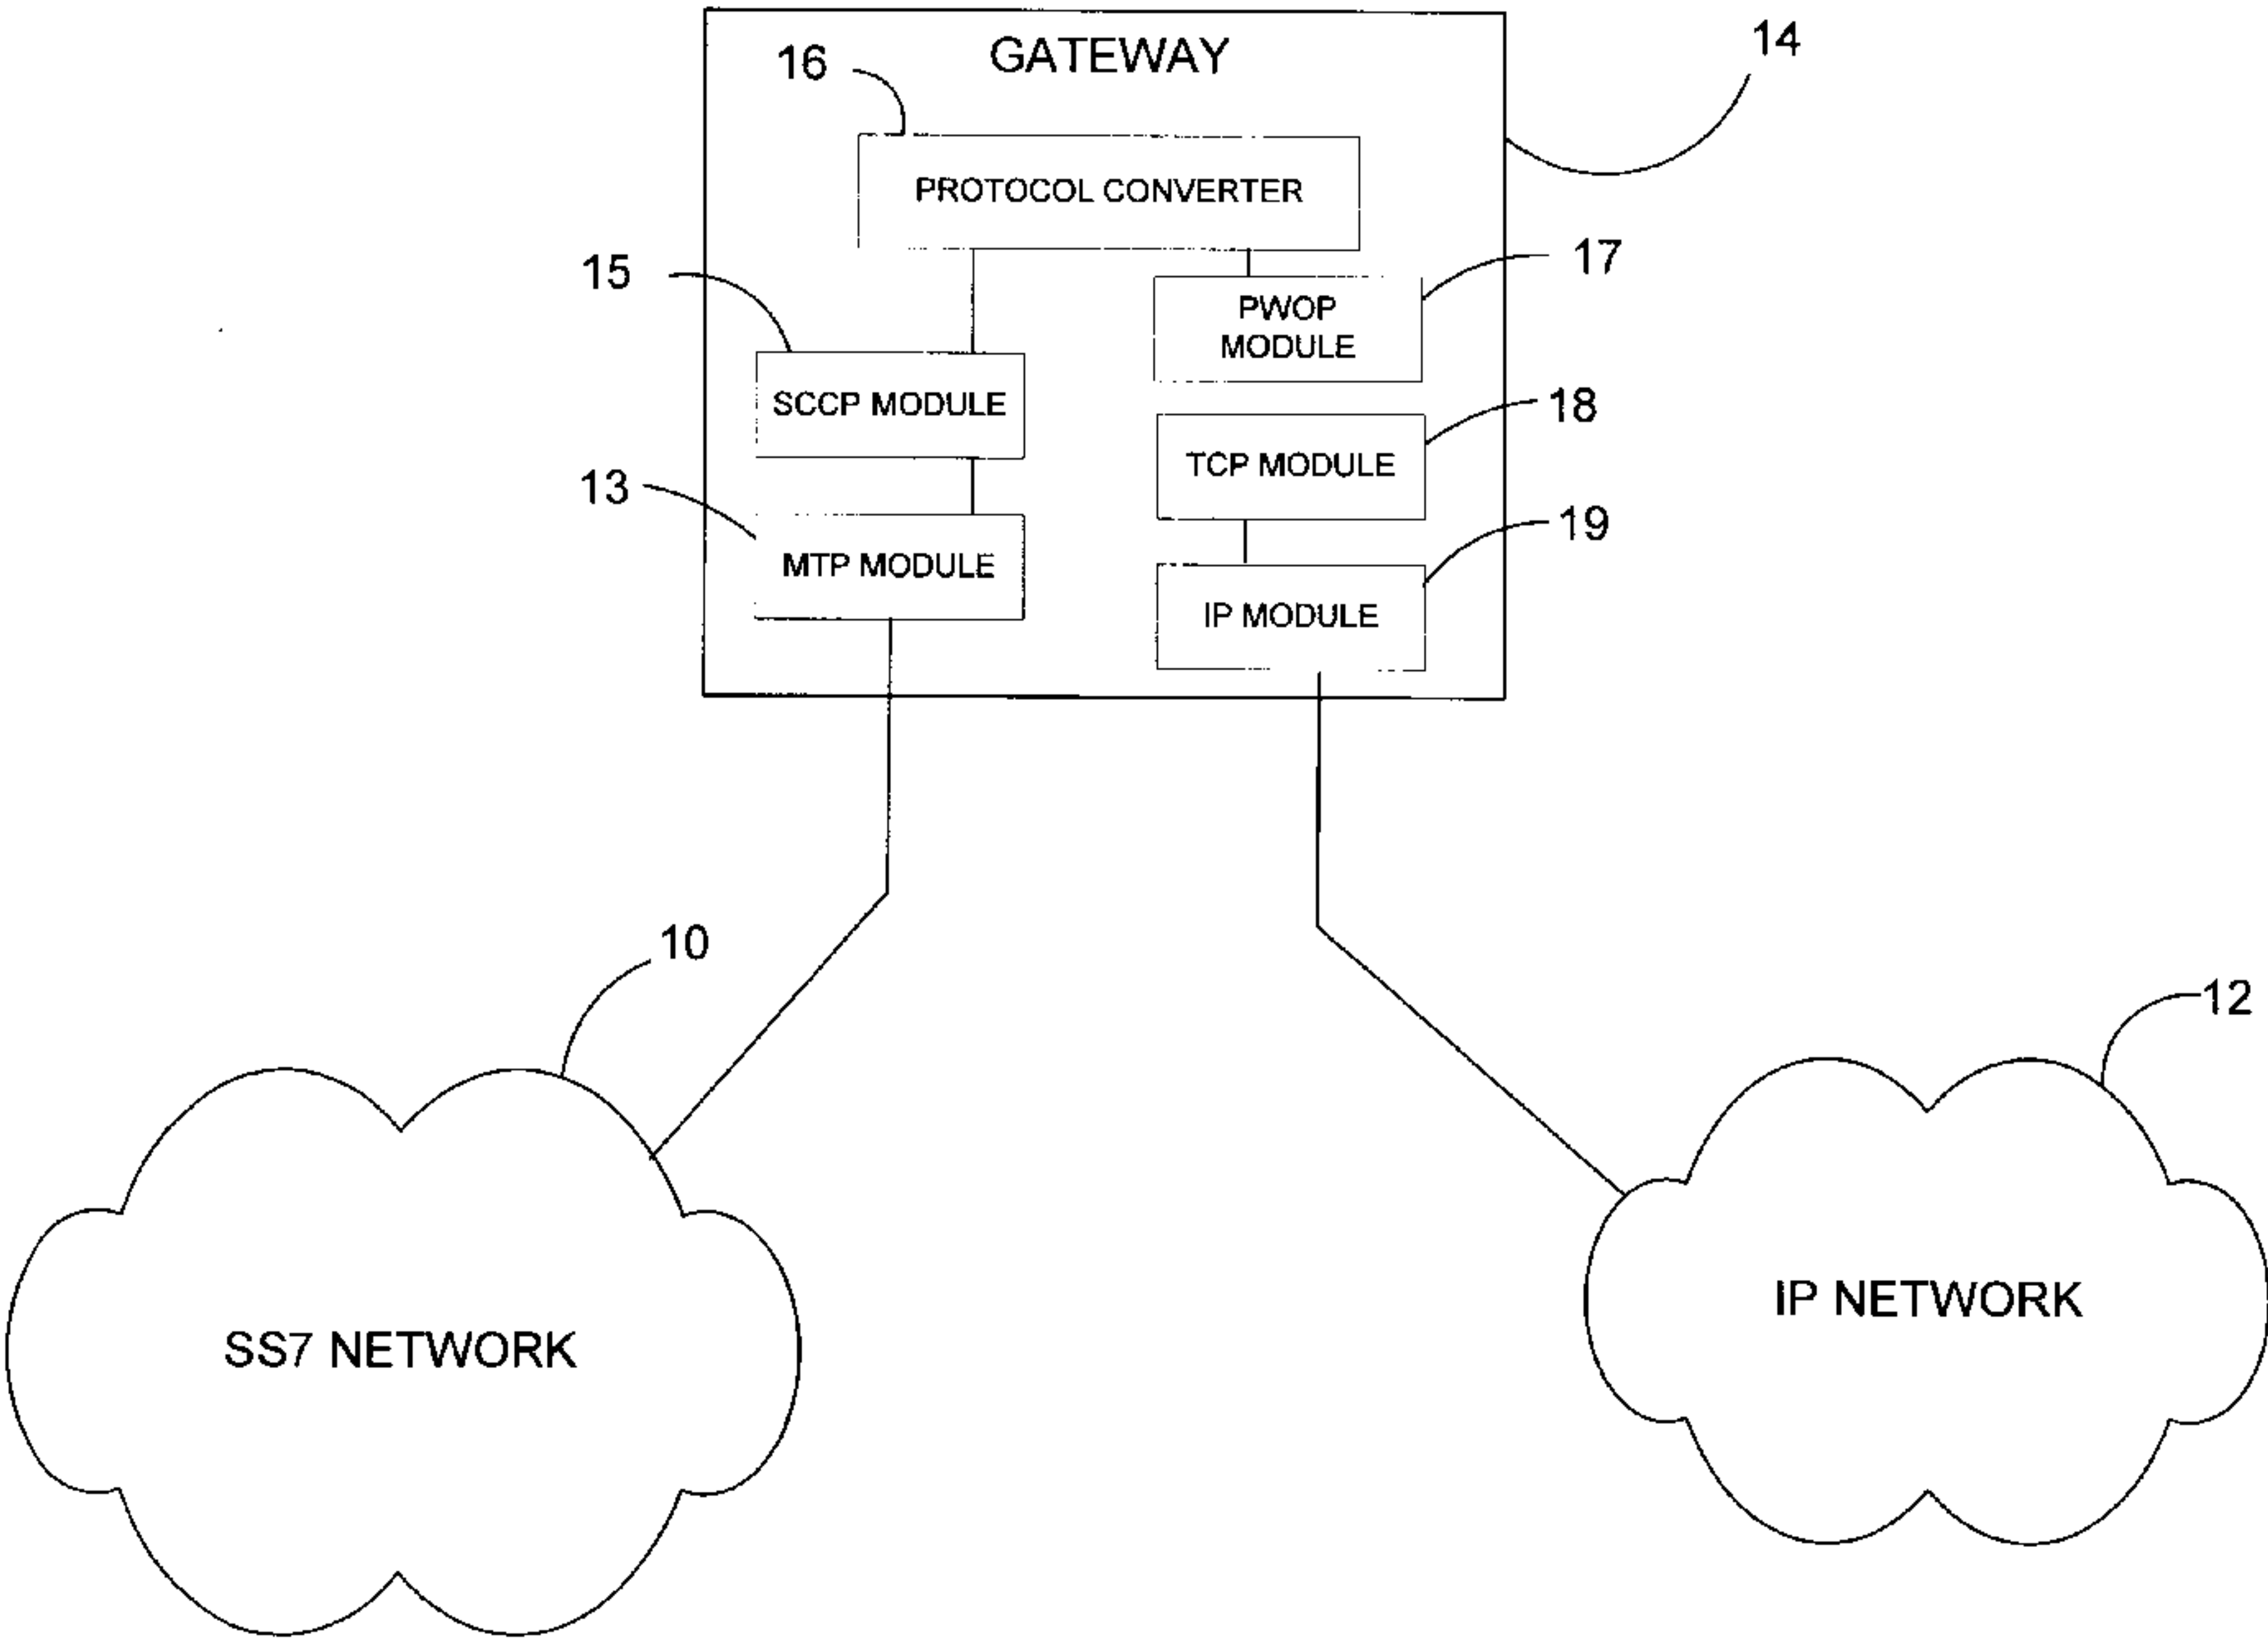 GATEWAY
14
16
PROTOCOL CONVERTER
15
17
PWOP
MODULE
SCCP MODULE
18
TCP MODULE
13
19
MTP MODULE
IP MODULE
10
12
SS7 NETWORK
IP NETWORK